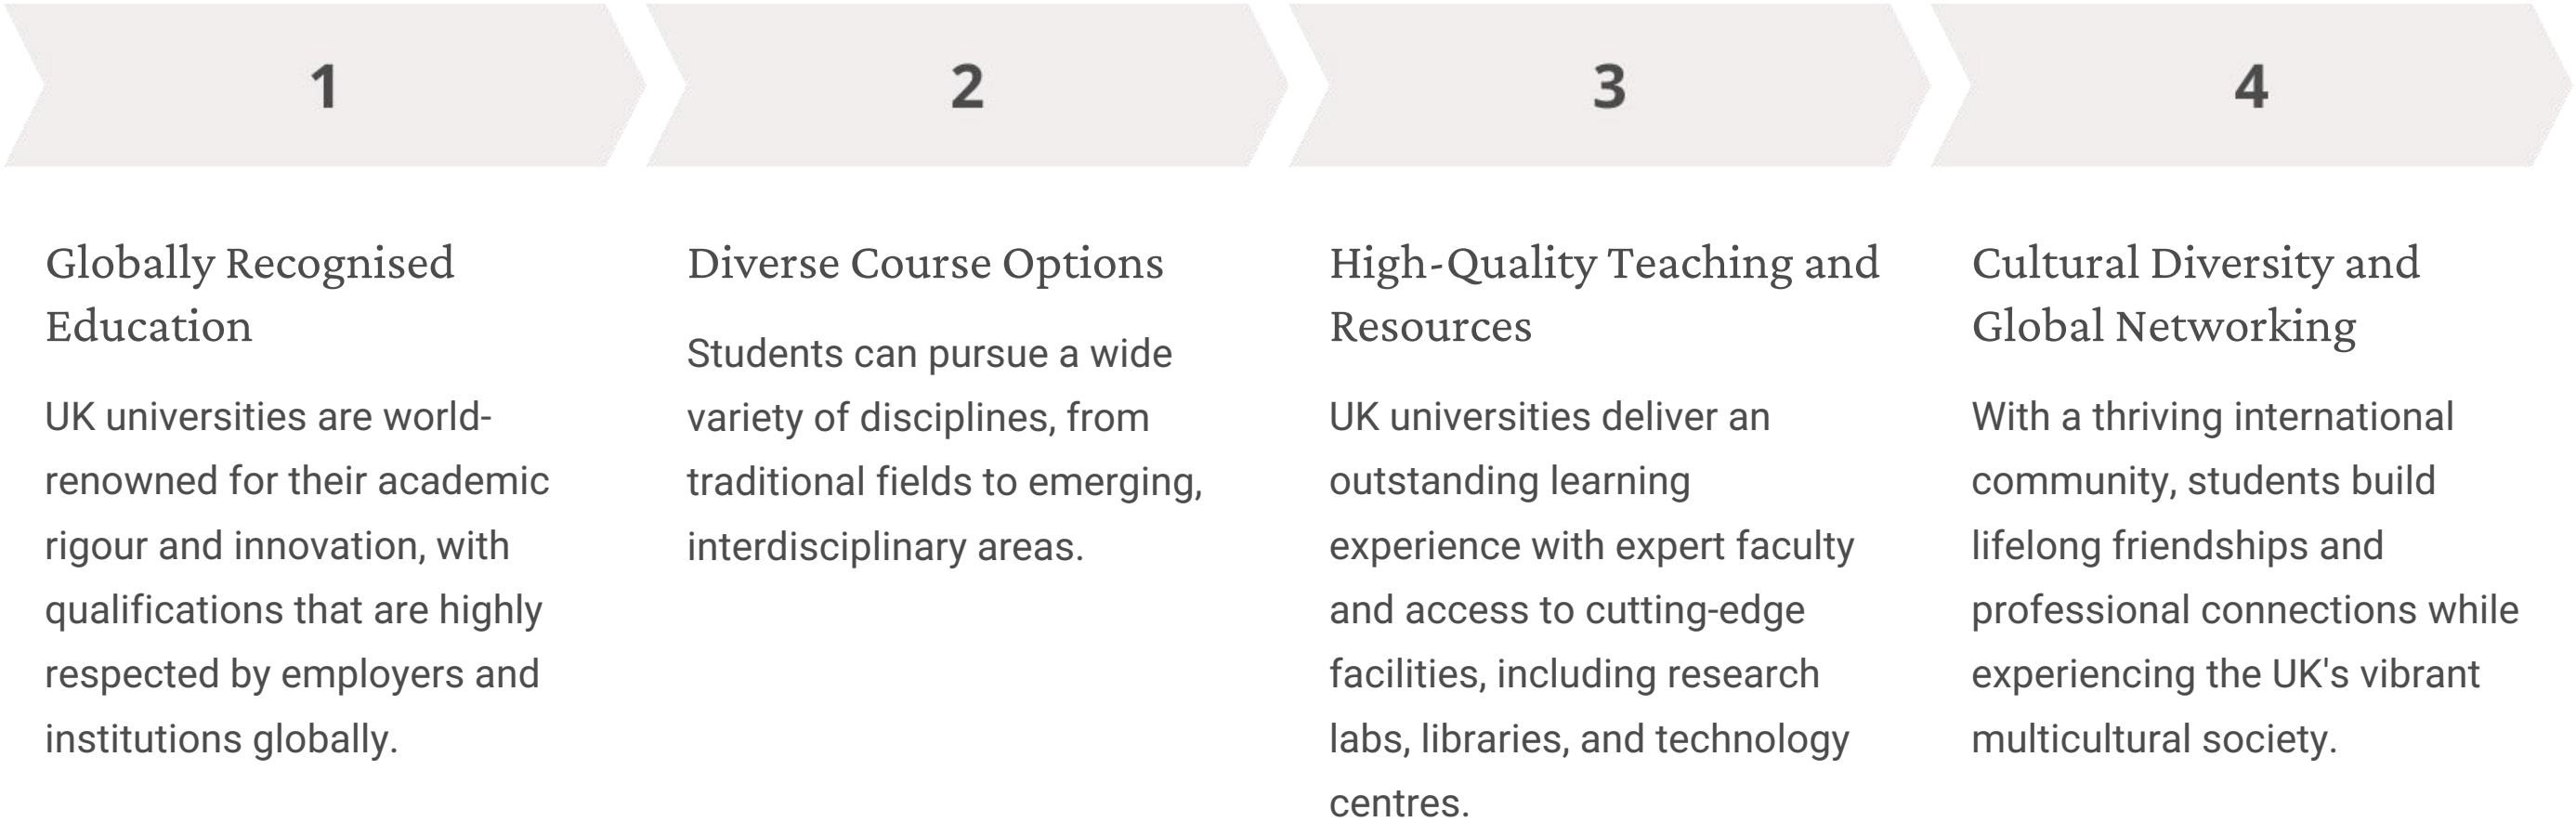 1
Globally Recognised
Education
UK universities are world-
renowned for their academic
rigour and innovation, with
qualifications that are highly
respected by employers and
institutions globally.
2
Diverse Course Options
Students can pursue a wide
variety of disciplines, from
traditional fields to emerging,
interdisciplinary areas.
3
High-Quality Teaching and
Resources
UK universities deliver an
outstanding learning
experience with expert faculty
and access to cutting-edge
facilities, including research
labs, libraries, and technology
centres.
4
Cultural Diversity and
Global Networking
With a thriving international
community, students build
lifelong friendships and
professional connections while
experiencing the UK's vibrant
multicultural society.